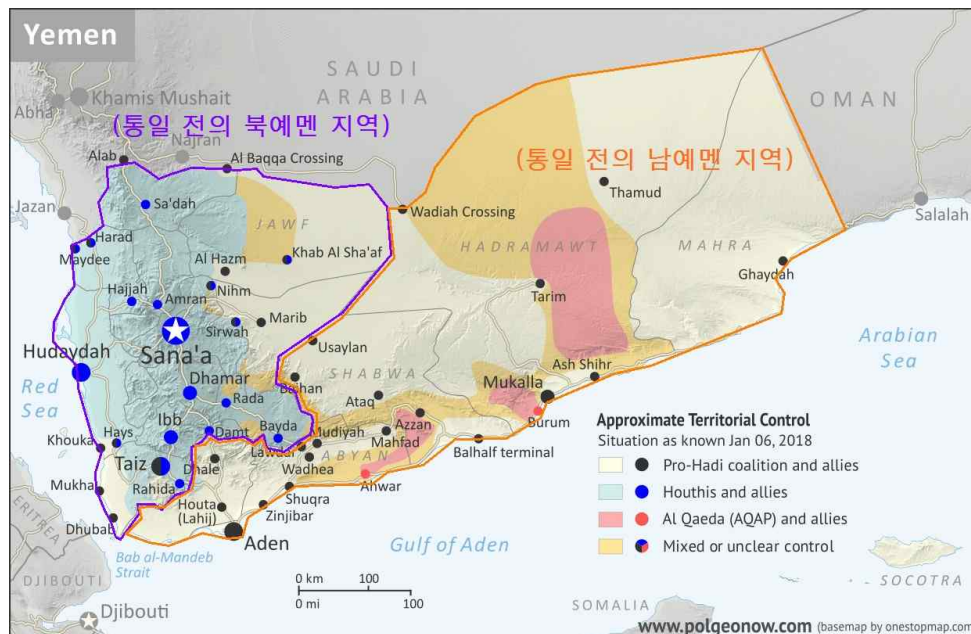 Yemen
SAUDI
ARABIA
OMAN
Khamis Mushait
Abha
(통일 전의 북예멘 지역)
Najran
Alab
Al Baqqa Crossing
(통일 전의 남예멘 지역)
Thamud
Jazan
Sa'dah
Wadiah Crossing
Salalah
JAWF
Harad
Maydee
Khab Al Sha'af
HADRAMAWT
MAHRA
Ghaydah
Al Hazm
Nihm
Hajjah
Amran
Tarim
Marib
Sirwah
Sana'a
Usaylan
Arabian
Sea
Hudaydah
Red
Sea
Dhamar
SHABWA
Ash Shihr
Mukalla
Rada
Ataq
Ibb
Azzan
Burum
Khouka
Hays
Damt
Bayda
Mudiyah
Mahfad
Balhalf terminal
Taiz
Dhale
Wadhea
ABYAN
Mukha
Rahida
Ahwar
Shuqra
Houta
(Lahij)
Zinjibar
Dhubab
Aden
Gulf of Aden
ERITREA
Bab al-Mandeb
Strait
DJIBOUTI
Djibouti
0 km 100
0 mi 100
SOMALIA
SOCOTRA
Approximate Territorial Control
Situation as known Jan 06, 2018
Pro-Hadi coalition and allies
Houthis and allies
Al Qaeda (AQAP) and allies
Mixed or unclear control
www.polgeonow.com (basemap by onestopmap.com